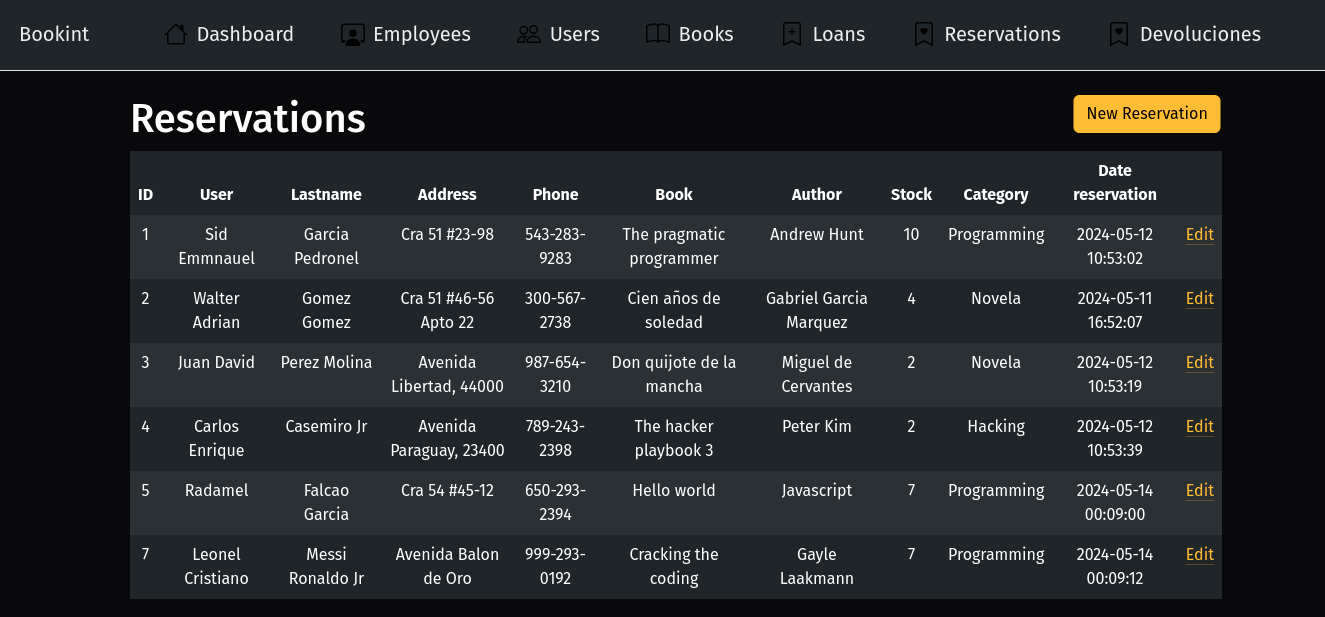 Bookint Dashboard Employees Users Books Loans Reservations Devoluciones
Reservations
New Reservation
ID User Lastname Address Phone Book Author Stock Category Date reservation
1 Sid Emmnauel Garcia Pedronel Cra 51 #23-98 543-283-9283 The pragmatic programmer Andrew Hunt 10 Programming 2024-05-12 10:53:02 Edit
2 Walter Adrian Gomez Gomez Cra 51 #46-56 Apto 22 300-567-2738 Cien años de soledad Gabriel Garcia Marquez 4 Novela 2024-05-11 16:52:07 Edit
3 Juan David Perez Molina Avenida Libertad, 44000 987-654-3210 Don quijote de la mancha Miguel de Cervantes 2 Novela 2024-05-12 10:53:19 Edit
4 Carlos Enrique Casemiro Jr Avenida Paraguay, 23400 789-243-2398 The hacker playbook 3 Peter Kim 2 Hacking 2024-05-12 10:53:39 Edit
5 Radamel Falcao Garcia Cra 54 #45-12 650-293-2394 Hello world Javascript 7 Programming 2024-05-14 00:09:00 Edit
7 Leonel Cristiano Messi Ronaldo Jr Avenida Balon de Oro 999-293-0192 Cracking the coding Gayle Laakmann 7 Programming 2024-05-14 00:09:12 Edit